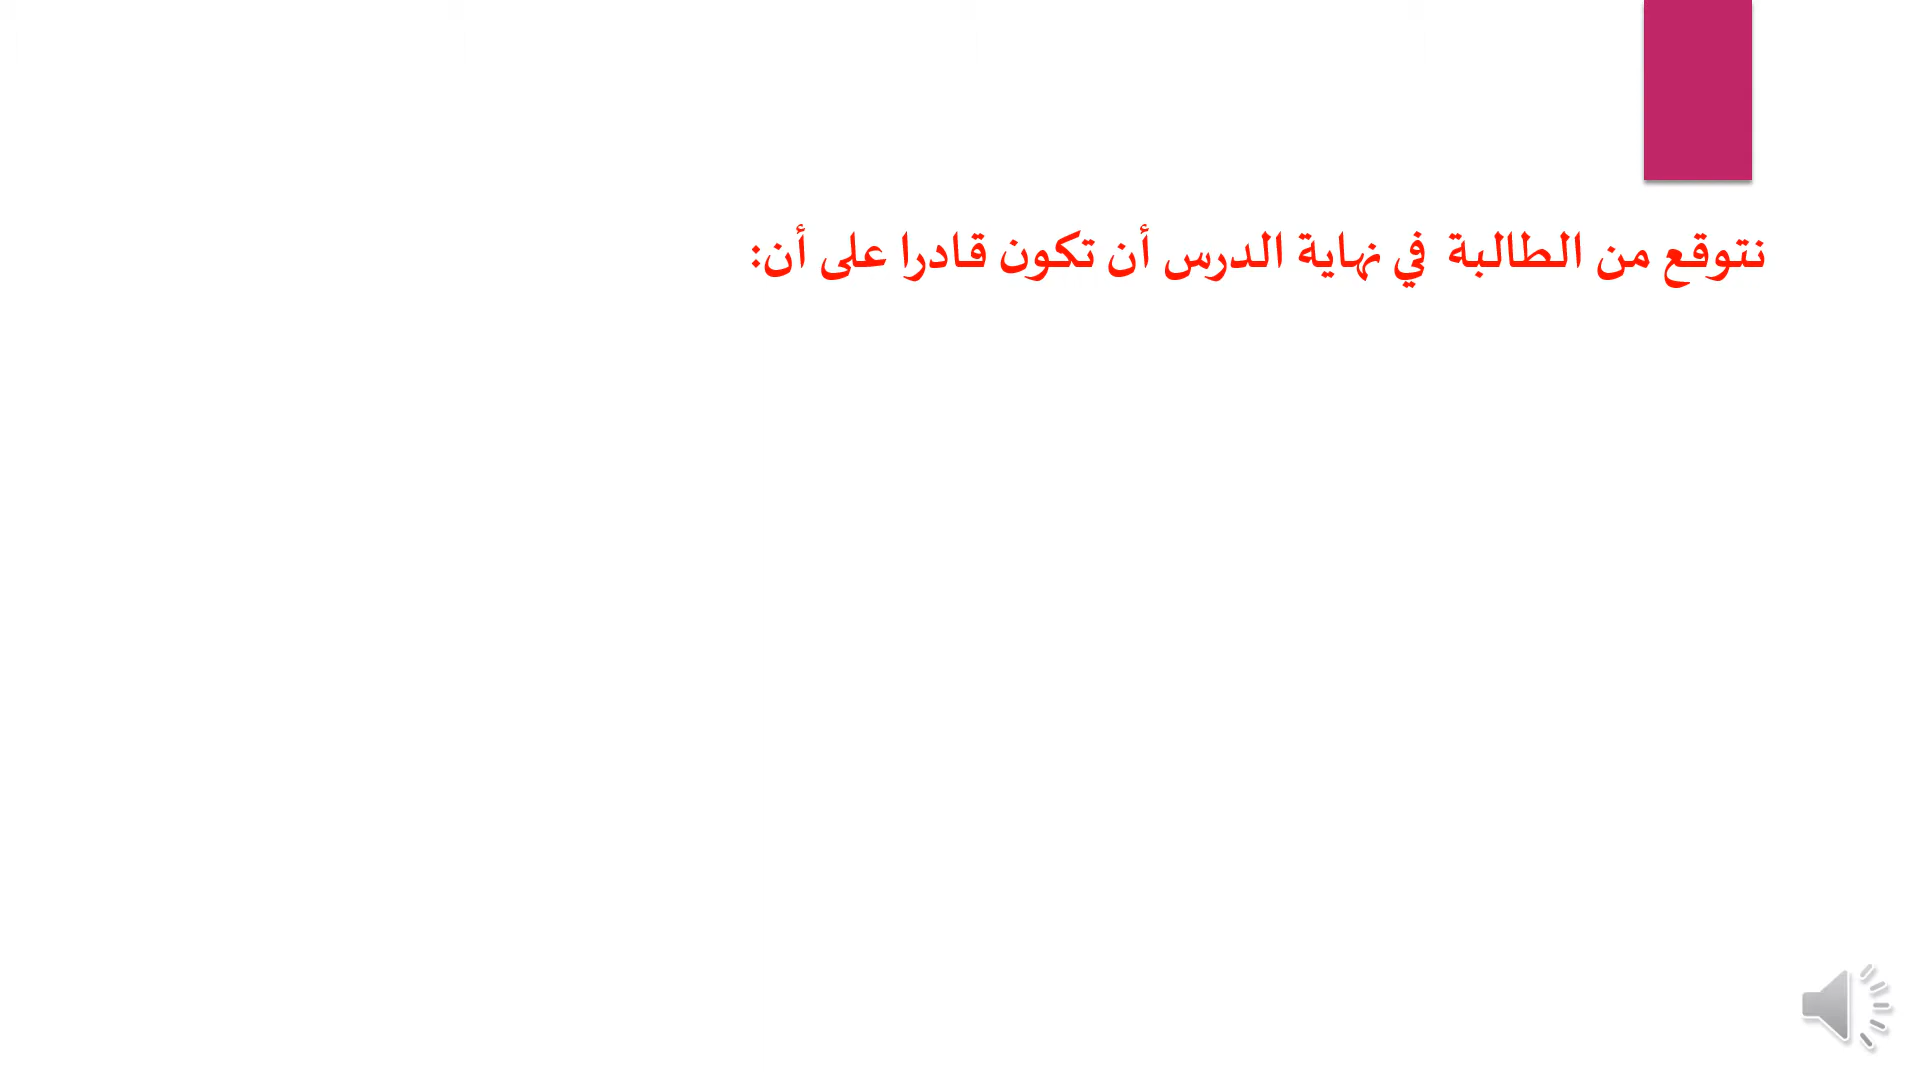 نتوقع من الطالبة في نهاية الدرس أن تكون قادرا على أن: